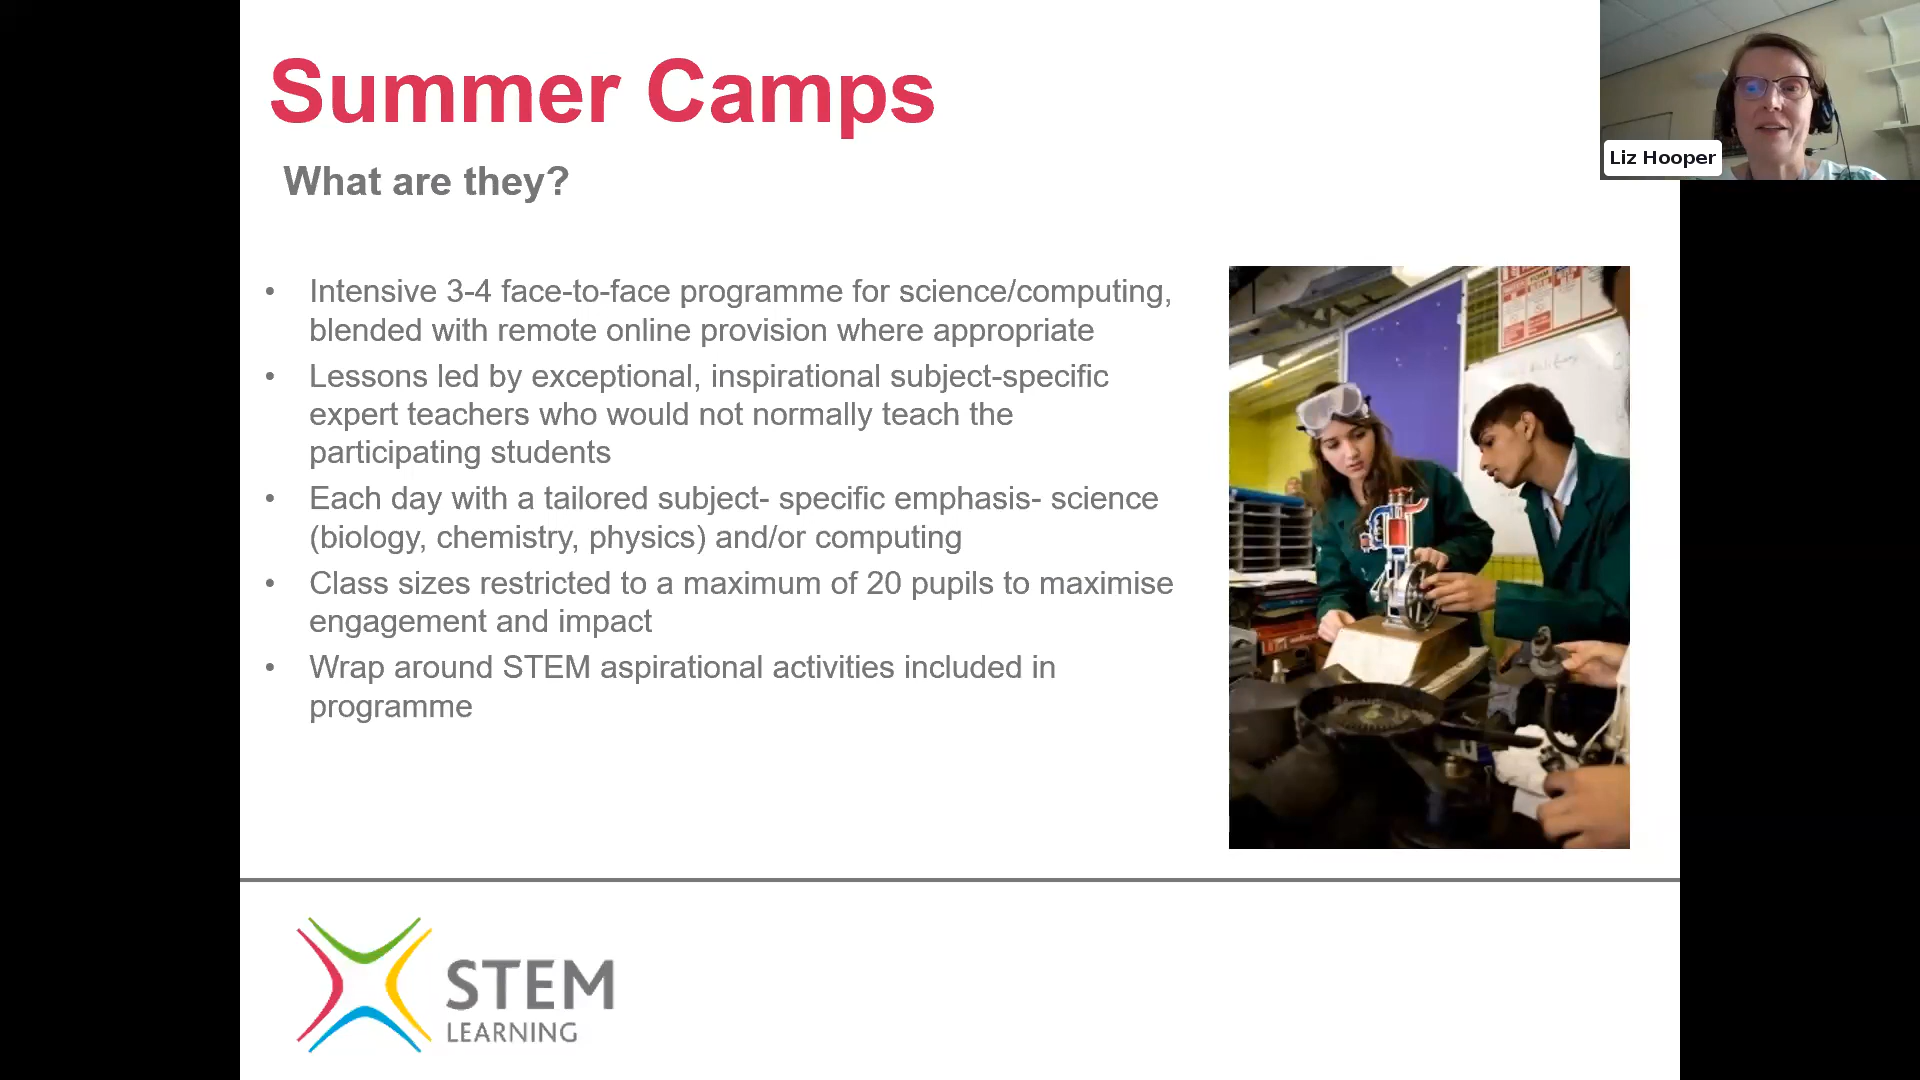 Summer Camps
What are they?
Liz Hooper
• Intensive 3-4 face-to-face programme for science/computing,
blended with remote online provision where appropriate
• Lessons led by exceptional, inspirational subject-specific
expert teachers who would not normally teach the
participating students
• Each day with a tailored subject- specific emphasis- science
(biology, chemistry, physics) and/or computing
• Class sizes restricted to a maximum of 20 pupils to maximise
engagement and impact
• Wrap around STEM aspirational activities included in
programme
STEM
LEARNING